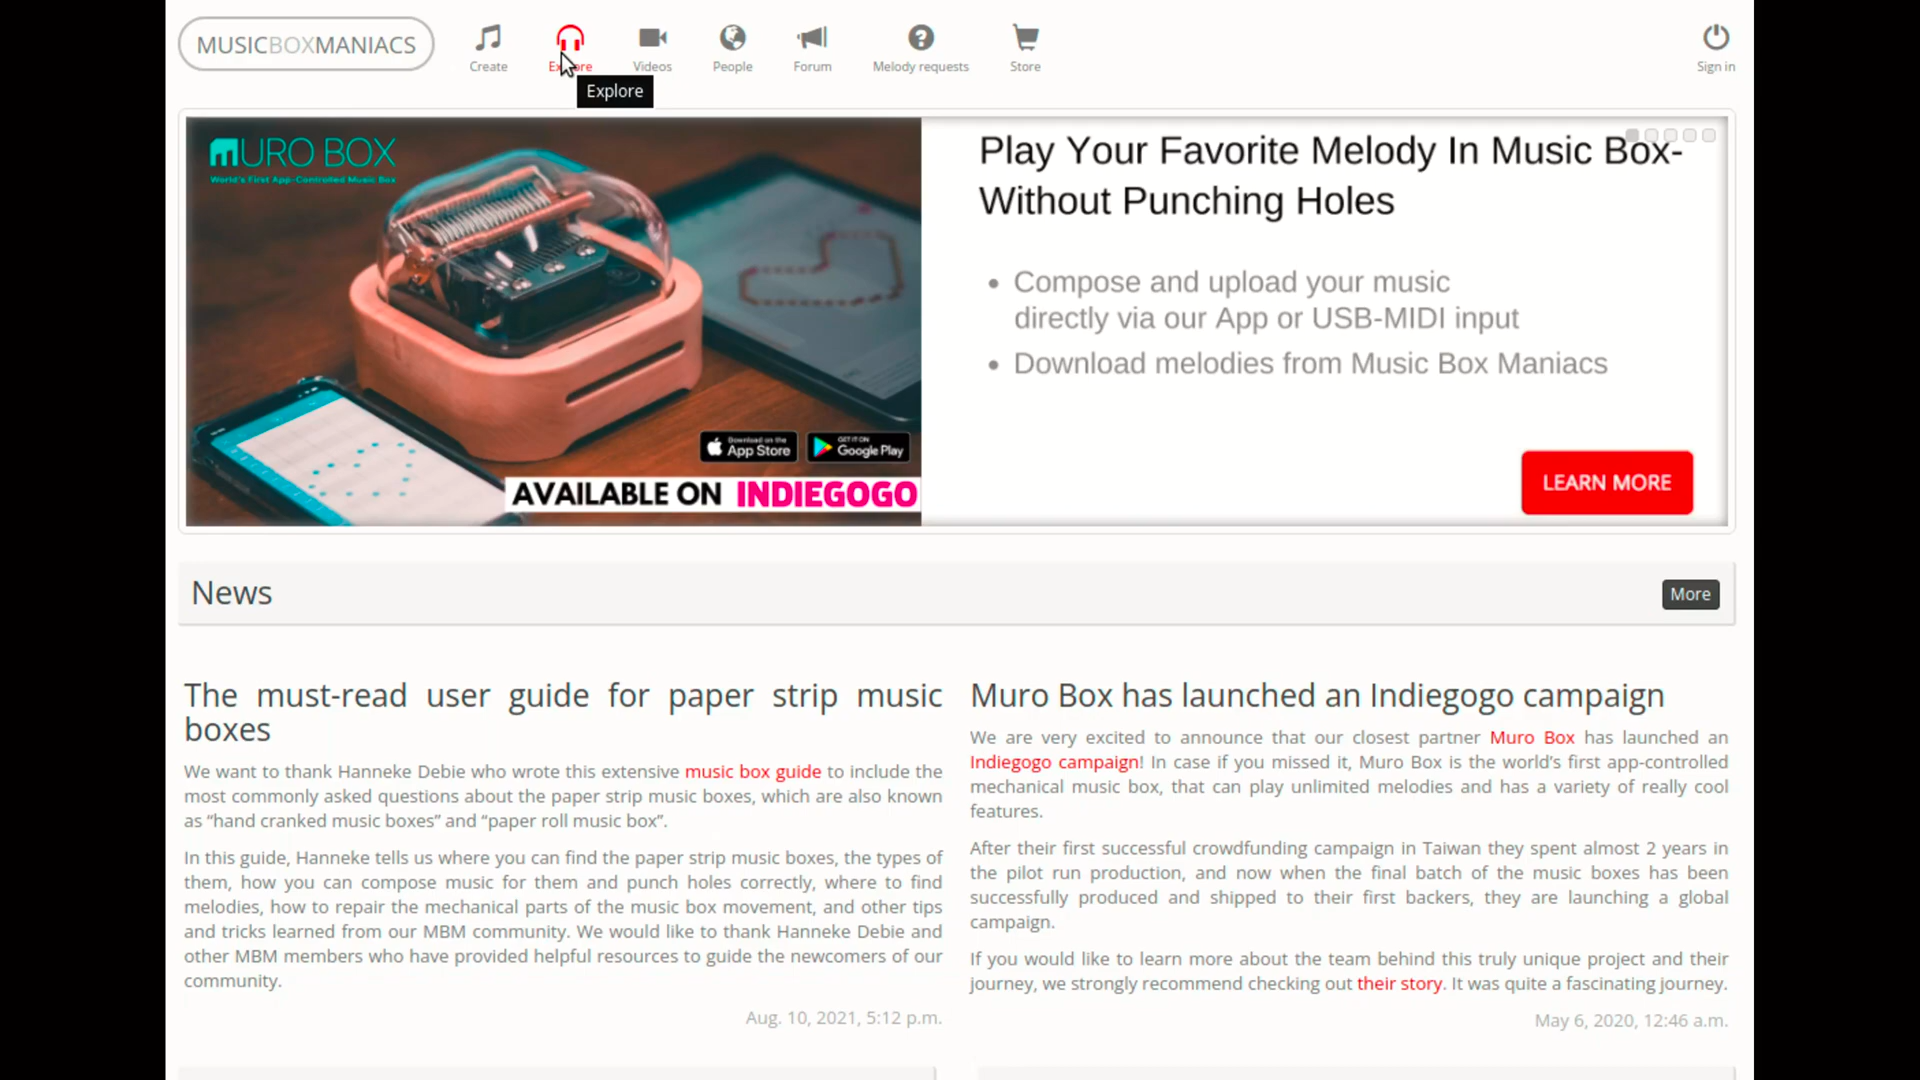 MUSICBOXMANIACS
Create
Explore
Videos
People
Forum
Melody requests
Store
Sign in
Explore
MURO BOX
World's First App-Controlled Music Box
Play Your Favorite Melody In Music Box-
Without Punching Holes
Compose and upload your music
directly via our App or USB-MIDI input
Download melodies from Music Box Maniacs
Download on the
App Store
GET IT ON
Google Play
AVAILABLE ON INDIEGOGO
LEARN MORE
News
More
The must-read user guide for paper strip music
boxes
We want to thank Hanneke Debie who wrote this extensive music box guide to include the
most commonly asked questions about the paper strip music boxes, which are also known
as “hand cranked music boxes” and “paper roll music box”.
In this guide, Hanneke tells us where you can find the paper strip music boxes, the types of
them, how you can compose music for them and punch holes correctly, where to find
melodies, how to repair the mechanical parts of the music box movement, and other tips
and tricks learned from our MBM community. We would like to thank Hanneke Debie and
other MBM members who have provided helpful resources to guide the newcomers of our
community.
Aug. 10, 2021, 5:12 p.m.
Muro Box has launched an Indiegogo campaign
We are very excited to announce that our closest partner Muro Box has launched an
Indiegogo campaign! In case if you missed it, Muro Box is the world’s first app-controlled
mechanical music box, that can play unlimited melodies and has a variety of really cool
features.
After their first successful crowdfunding campaign in Taiwan they spent almost 2 years in
the pilot run production, and now when the final batch of the music boxes has been
successfully produced and shipped to their first backers, they are launching a global
campaign.
If you would like to learn more about the team behind this truly unique project and their
journey, we strongly recommend checking out their story. It was quite a fascinating journey.
May 6, 2020, 12:46 a.m.